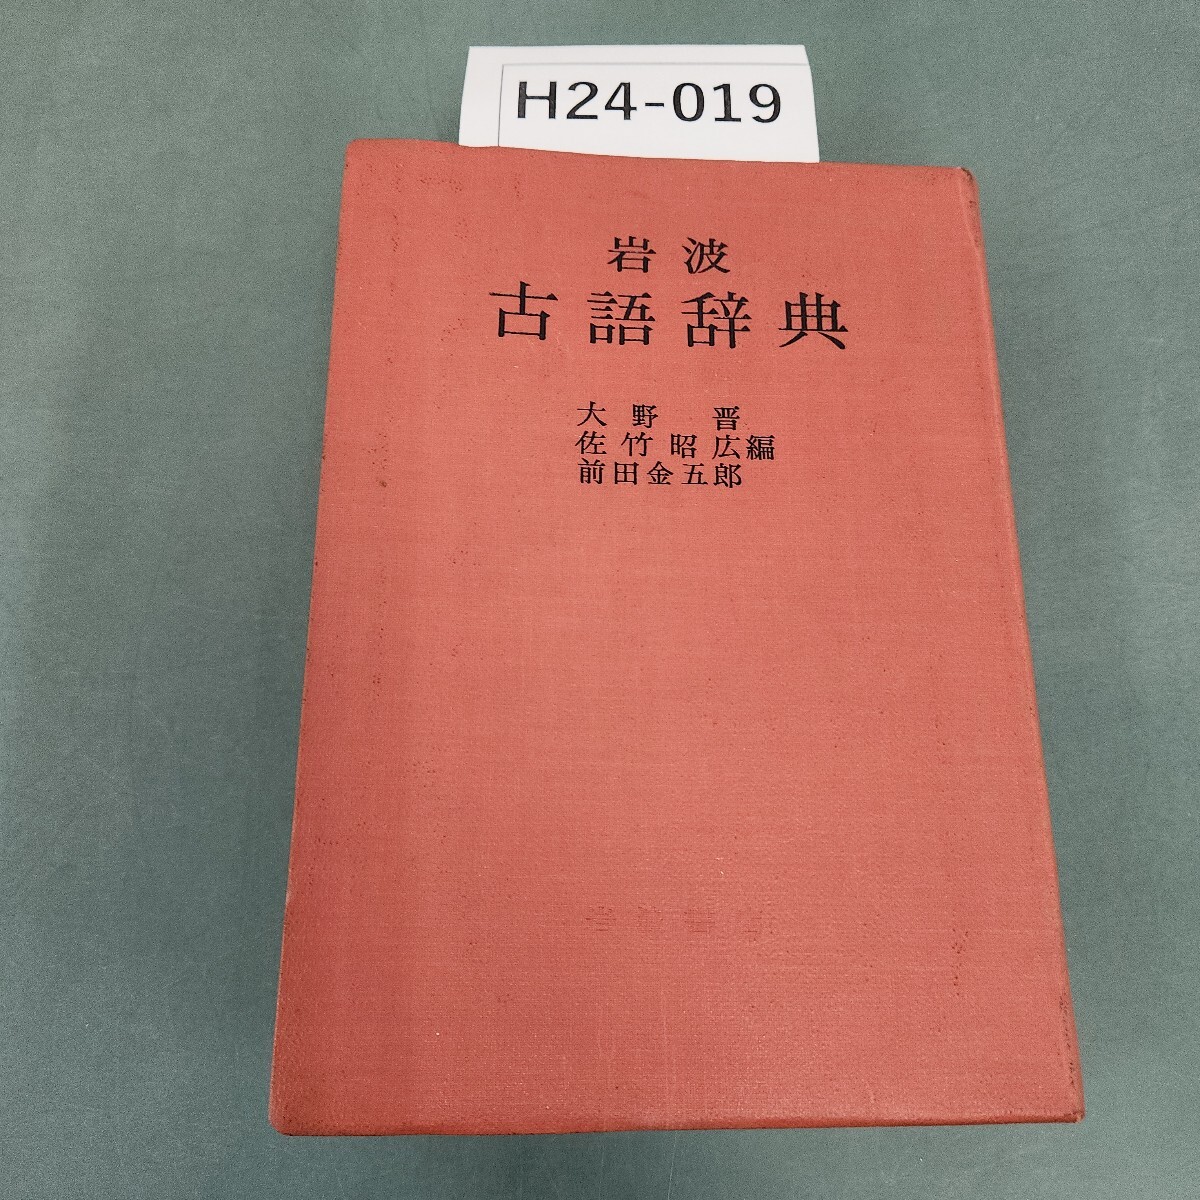 H24-019
岩波
古語辞典
大野 晋
佐竹昭広編
前田金五郎